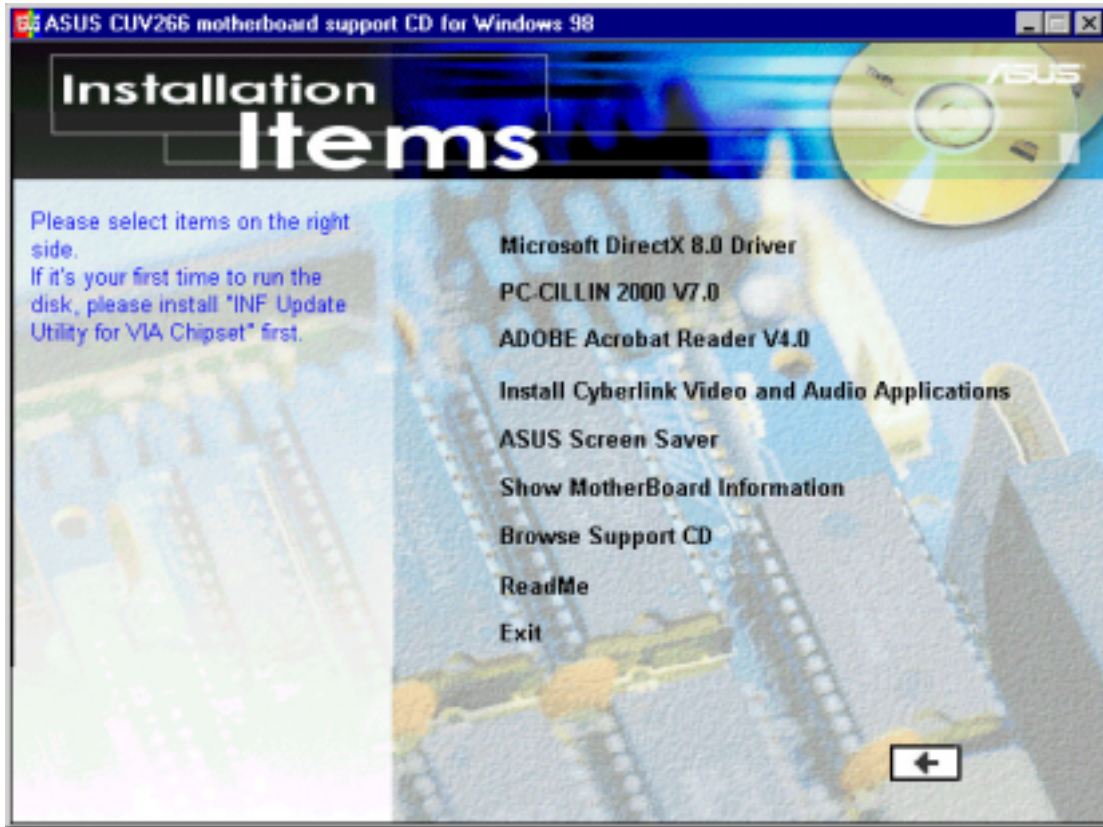 ASUS CUV266 motherboard support CD for Windows 98
Installation
Items
ASUS
Please select items on the right
side.
If it's your first time to run the
disk, please install "INF Update
Utility for VIA Chipset" first.
Microsoft DirectX 8.0 Driver
PC-CILLIN 2000 V7.0
ADOBE Acrobat Reader V4.0
Install Cyberlink Video and Audio Applications
ASUS Screen Saver
Show MotherBoard Information
Browse Support CD
ReadMe
Exit